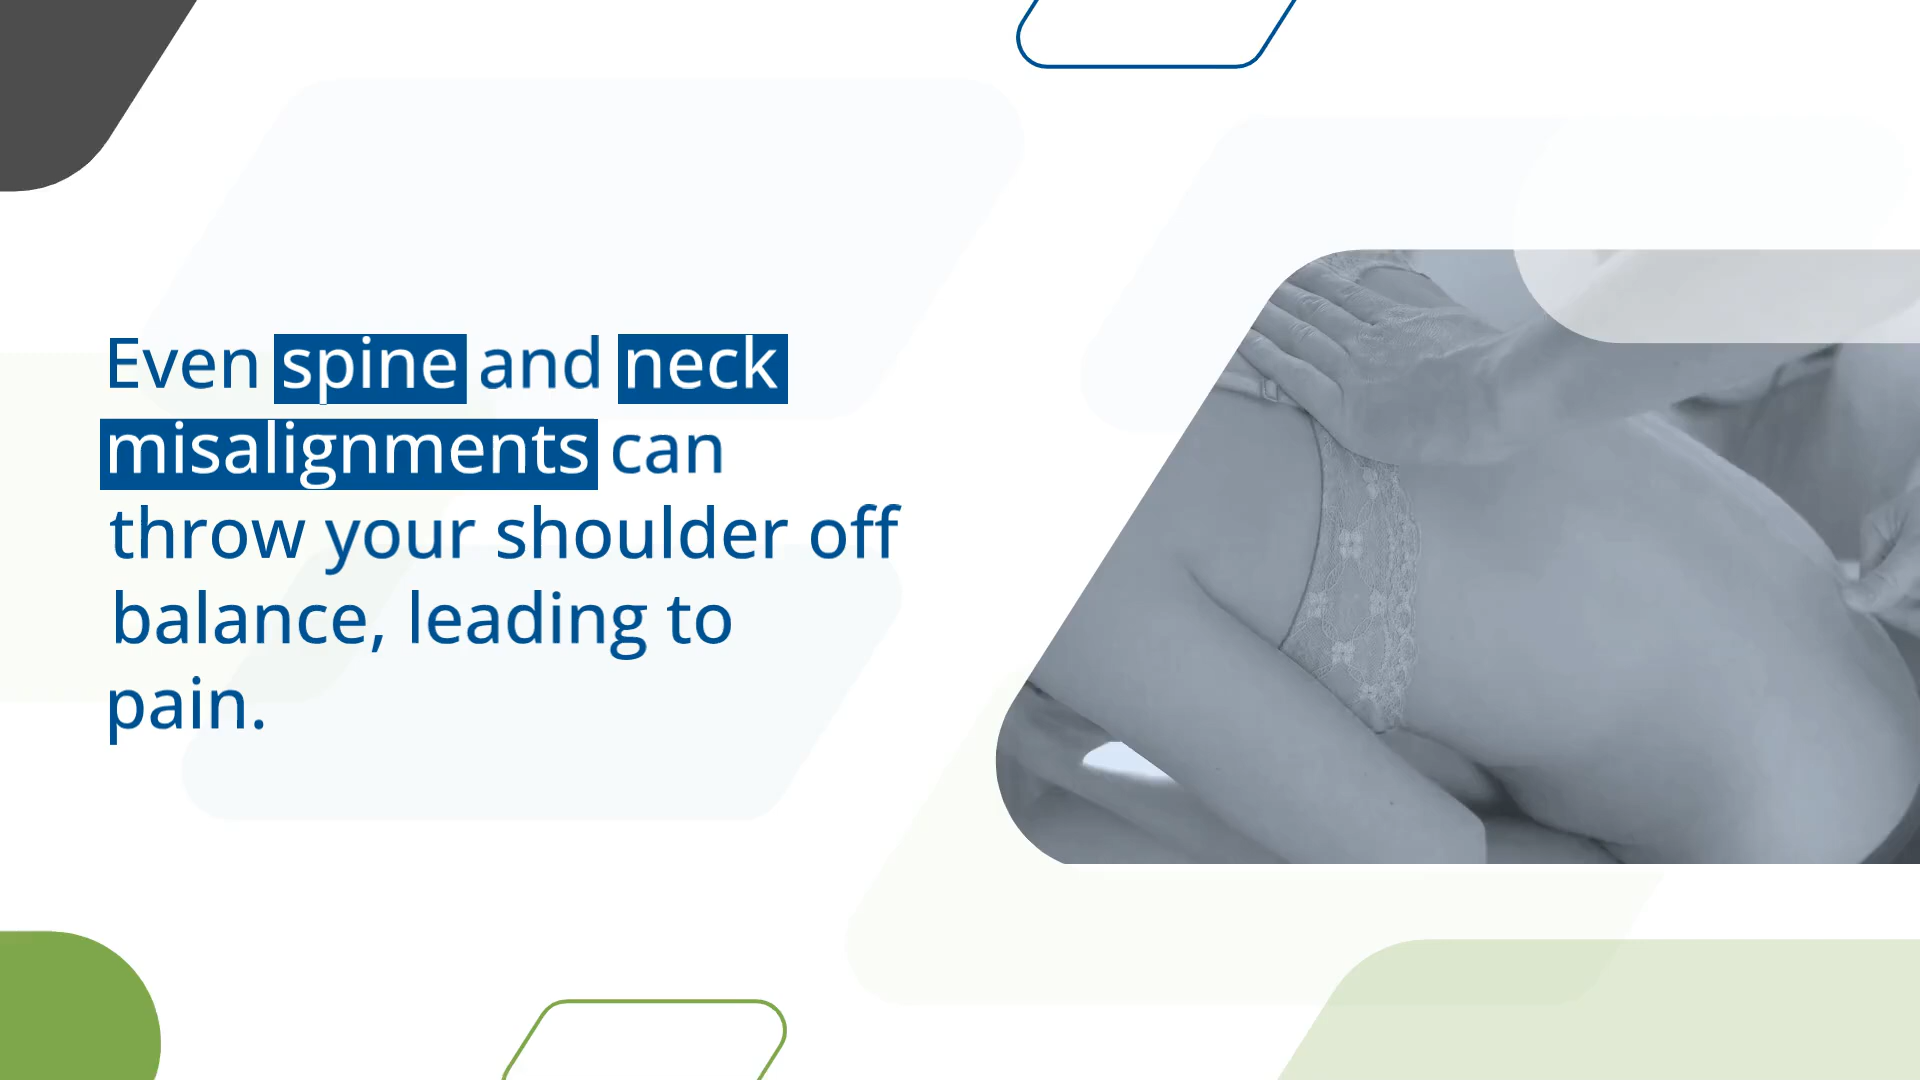 Even spine and neck
misalignments can
throw your shoulder off
balance, leading to
pain.